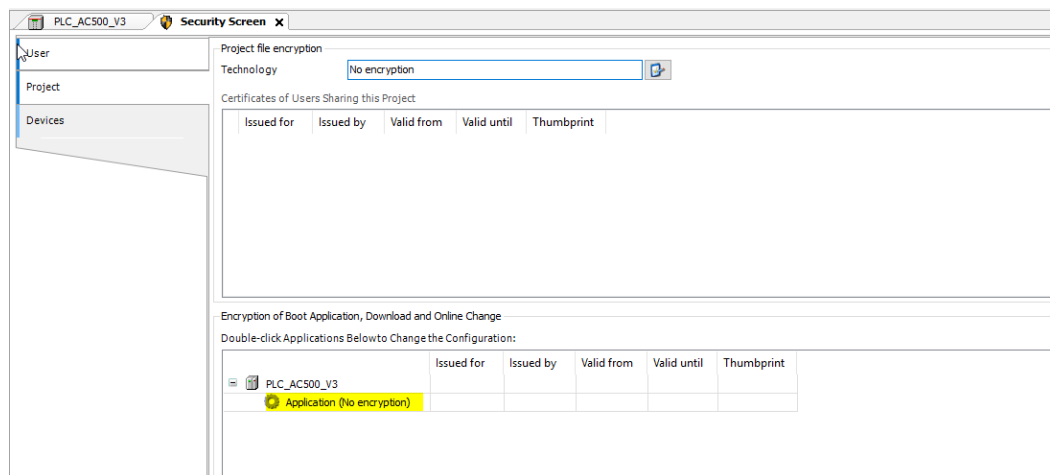 PLC_AC500_V3 Security Screen X
User
Project
Devices
Project file encryption
Technology No encryption
Certificates of Users Sharing this Project
Issued for Issued by Valid from Valid until Thumbprint
Encryption of Boot Application, Download and Online Change
Double-click Applications Below to Change the Configuration:
Issued for Issued by Valid from Valid until Thumbprint
PLC_AC500_V3
Application (No encryption)